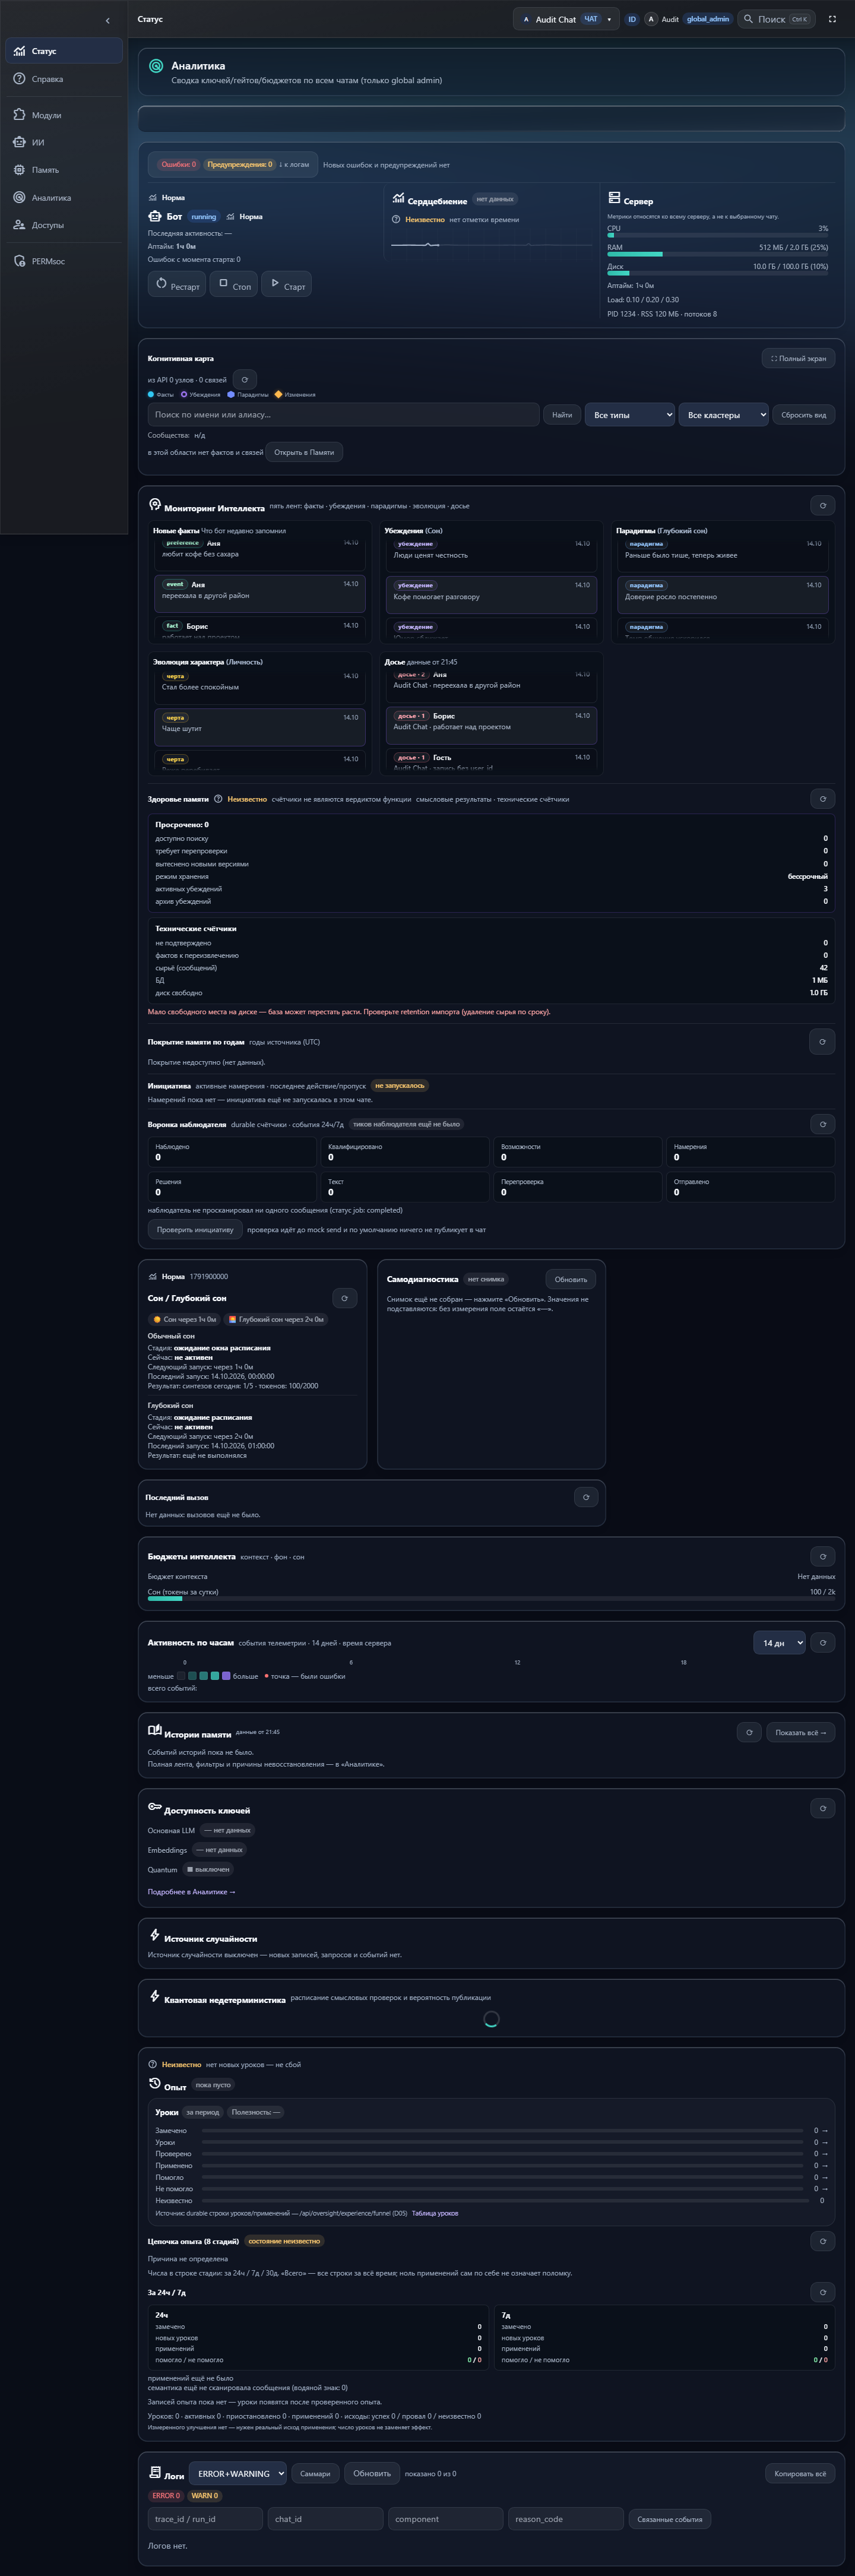 Статус
Справка
Модули
ИИ
Память
Аналитика
Доступы
PERMsoc
Статус
A Audit Chat ЧАТ ▾ ID A Audit global_admin Поиск Ctrl K
Аналитика
Сводка ключей/гейтов/бюджетов по всем чатам (только global admin)
Ошибки: 0 Предупреждения: 0 ↓ к логам Новых ошибок и предупреждений нет
Норма
Бот running Норма
Последняя активность: —
Аптайм: 1ч 0м
Ошибок с момента старта: 0
Рестарт Стоп Старт
Сердцебиение нет данных
Неизвестно нет отметки времени
Сервер
Метрики относятся ко всему серверу, а не к выбранному чату.
CPU 3%
RAM 512 МБ / 2.0 ГБ (25%)
Диск 10.0 ГБ / 100.0 ГБ (10%)
Аптайм: 1ч 0м
Load: 0.10 / 0.20 / 0.30
PID 1234 · RSS 120 МБ · потоков 8
Когнитивная карта
Полный экран
из API 0 узлов · 0 связей
Факты Убеждения Парадигмы Изменения
Поиск по имени или алиасу... Найти Все типы Все кластеры Сбросить вид
Сообщества: н/д
в этой области нет фактов и связей Открыть в Памяти
Мониторинг Интеллекта пять лент: факты · убеждения · парадигмы · эволюция · досье
Новые факты Что бот недавно запомнил
preference Аня 14.10
любит кофе без сахара
event Аня 14.10
переехала в другой район
fact Борис 14.10
работает над проектом
Убеждения (Сон)
убеждение 14.10
Люди ценят честность
убеждение 14.10
Кофе помогает разговору
убеждение 14.10
Парадигмы (Глубокий сон)
парадигма 14.10
Раньше было тише, теперь живее
парадигма 14.10
Доверие росло постепенно
парадигма 14.10
Эволюция характера (Личность)
черта 14.10
Стал более спокойным
черта 14.10
Чаще шутит
черта 14.10
Досье данные от 21:45
досье · 2 Аня 14.10
Audit Chat · переехала в другой район
досье · 1 Борис 14.10
Audit Chat · работает над проектом
досье · 1 Гость 14.10
Audit Chat · запись без user_id
Здоровье памяти Неизвестно счётчики не являются вердиктом функции смысловые результаты · технические счётчики
Просрочено: 0
доступно поиску 0
требует перепроверки 0
вытеснено новыми версиями 0
режим хранения бессрочный
активных убеждений 3
архив убеждений 0
Технические счётчики
не подтверждено 0
фактов к переизвлечению 0
сырьё (сообщений) 42
БД 1 МБ
диск свободно 1.0 ГБ
Мало свободного места на диске — база может перестать расти. Проверьте retention импорта (удаление сырья по сроку).
Покрытие памяти по годам годы источника (UTC)
Покрытие недоступно (нет данных).
Инициатива активные намерения · последнее действие/пропуск не запускалось
Намерений пока нет — инициатива ещё не запускалась в этом чате.
Воронка наблюдателя durable счётчики · события 24ч/7д тиков наблюдателя ещё не было
Наблюдено Квалифицировано Возможности Намерения
0 0 0 0
Решения Текст Перепроверка Отправлено
0 0 0 0
наблюдатель не просканировал ни одного сообщения (статус job: completed)
Проверить инициативу проверка идёт до mock send и по умолчанию ничего не публикует в чат
Норма 1791900000
Сон / Глубокий сон
Сон через 1ч 0м Глубокий сон через 2ч 0м
Обычный сон
Стадия: ожидание окна расписания
Сейчас: не активен
Следующий запуск: через 1ч 0м
Последний запуск: 14.10.2026, 00:00:00
Результат: синтезов сегодня: 1/5 · токенов: 100/2000
Глубокий сон
Стадия: ожидание расписания
Сейчас: не активен
Следующий запуск: через 2ч 0м
Последний запуск: 14.10.2026, 01:00:00
Результат: ещё не выполнялся
Самодиагностика нет снимка Обновить
Снимок ещё не собран — нажмите «Обновить». Значения не
подставляются: без измерения поле остаётся «—».
Последний вызов
Нет данных: вызовов ещё не было.
Бюджеты интеллекта контекст · фон · сон
Бюджет контекста Нет данных
Сон (токены за сутки) 100 / 2k
Активность по часам события телеметрии · 14 дней · время сервера 14 дн
0 6 12 18
меньше больше точка — были ошибки
всего событий:
Истории памяти данные от 21:45 Показать всё →
Событий историй пока не было.
Полная лента, фильтры и причины невосстановления — в «Аналитике».
Доступность ключей
Основная LLM — нет данных
Embeddings — нет данных
Quantum выключен
Подробнее в Аналитике →
Источник случайности
Источник случайности выключен — новых записей, запросов и событий нет.
Квантовая недетерминистика расписание смысловых проверок и вероятность публикации
Неизвестно нет новых уроков — не сбой
Опыт пока пусто
Уроки за период Полезность: —
Замечено 0 →
Уроки 0 →
Проверено 0 →
Применено 0 →
Помогло 0 →
Не помогло 0 →
Неизвестно 0
Источник: durable строки уроков/применений — /api/oversight/experience/funnel (D05) Таблица уроков
Цепочка опыта (8 стадий) состояние неизвестно
Причина не определена
Числа в строке стадии: за 24ч / 7д / 30д. «Всего» — все строки за всё время; ноль применений сам по себе не означает поломку.
За 24ч / 7д
24ч
замечено 0
новых уроков 0
применений 0
помогло / не помогло 0 / 0
7д
замечено 0
новых уроков 0
применений 0
помогло / не помогло 0 / 0
применений ещё не было
семантика ещё не сканировала сообщения (водяной знак: 0)
Записей опыта пока нет — уроки появятся после проверенного опыта.
Уроков: 0 · активных 0 · приостановлено 0 · применений 0 · исходы: успех 0 / провал 0 / неизвестно 0
Измеренного улучшения нет — нужен реальный исход применения; число уроков не заменяет эффект.
Логи ERROR+WARNING Саммари Обновить показано 0 из 0 Копировать всё
ERROR 0 WARN 0
trace_id / run_id chat_id component reason_code Связанные события
Логов нет.